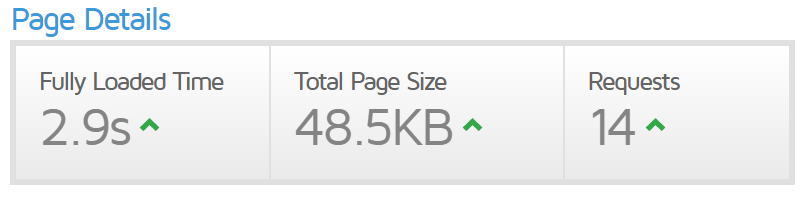 Page Details
Fully Loaded Time Total Page Size Requests
2.9s 48.5KB 14